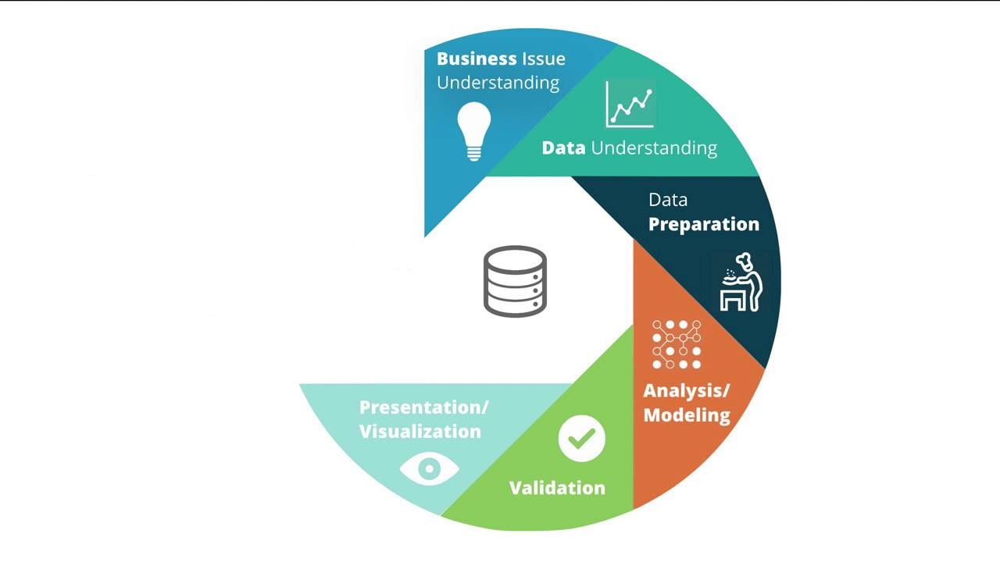 Business Issue
Understanding
Data Understanding
Data
Preparation
Analysis/
Modeling
Validation
Presentation/
Visualization